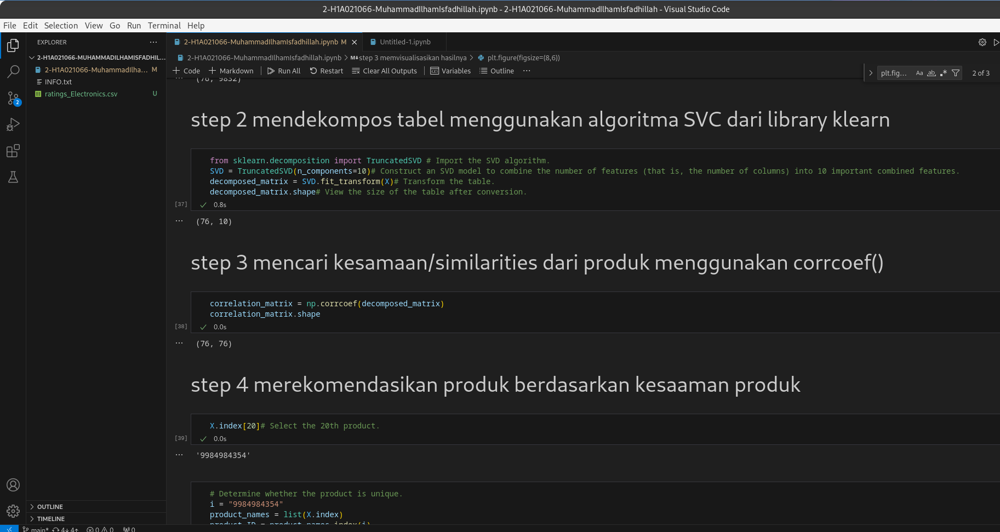 2-H1A021066-MuhammadIlhamIsfadhillah.ipynb - 2-H1A021066-MuhammadIlhamIsfadhillah - Visual Studio Code
File Edit Selection View Go Run Terminal Help
EXPLORER ···
2-H1A021066-MUHAMMADILHAMISFADHIL...
2-H1A021066-MuhammadIlha... M
INFO.txt
ratings_Electronics.csv U
2
OUTLINE
TIMELINE
2-H1A021066-MuhammadIlhamIsfadhillah.ipynb M
Untitled-1.ipynb
2-H1A021066-MuhammadIlhamIsfadhillah.ipynb > M↓step 3 memvisualisasikan hasilnya > plt.figure(figsize=(8,6))
+ Code + Markdown Run All Restart Clear All Outputs Variables Outline ···
plt.fig... Aa ab .* 2 of 3
··· (76, 9832)
step 2 mendekompos tabel menggunakan algoritma SVC dari library klearn
from sklearn.decomposition import TruncatedSVD # Import the SVD algorithm.
SVD = TruncatedSVD(n_components=10)# Construct an SVD model to combine the number of features (that is, the number of columns) into 10 important combined features.
decomposed_matrix = SVD.fit_transform(X)# Transform the table.
decomposed_matrix.shape# View the size of the table after conversion.
[37] ✓ 0.8s
··· (76, 10)
step 3 mencari kesamaan/similarities dari produk menggunakan corrcoef()
correlation_matrix = np.corrcoef(decomposed_matrix)
correlation_matrix.shape
[38] ✓ 0.0s
··· (76, 76)
step 4 merekomendasikan produk berdasarkan kesaaman produk
X.index[20]# Select the 20th product.
[39] ✓ 0.0s
··· '9984984354'
# Determine whether the product is unique.
i = "9984984354"
product_names = list(X.index)
product_ID = product_names.index(i)
main* 4↓ 4↑ 0 0 0